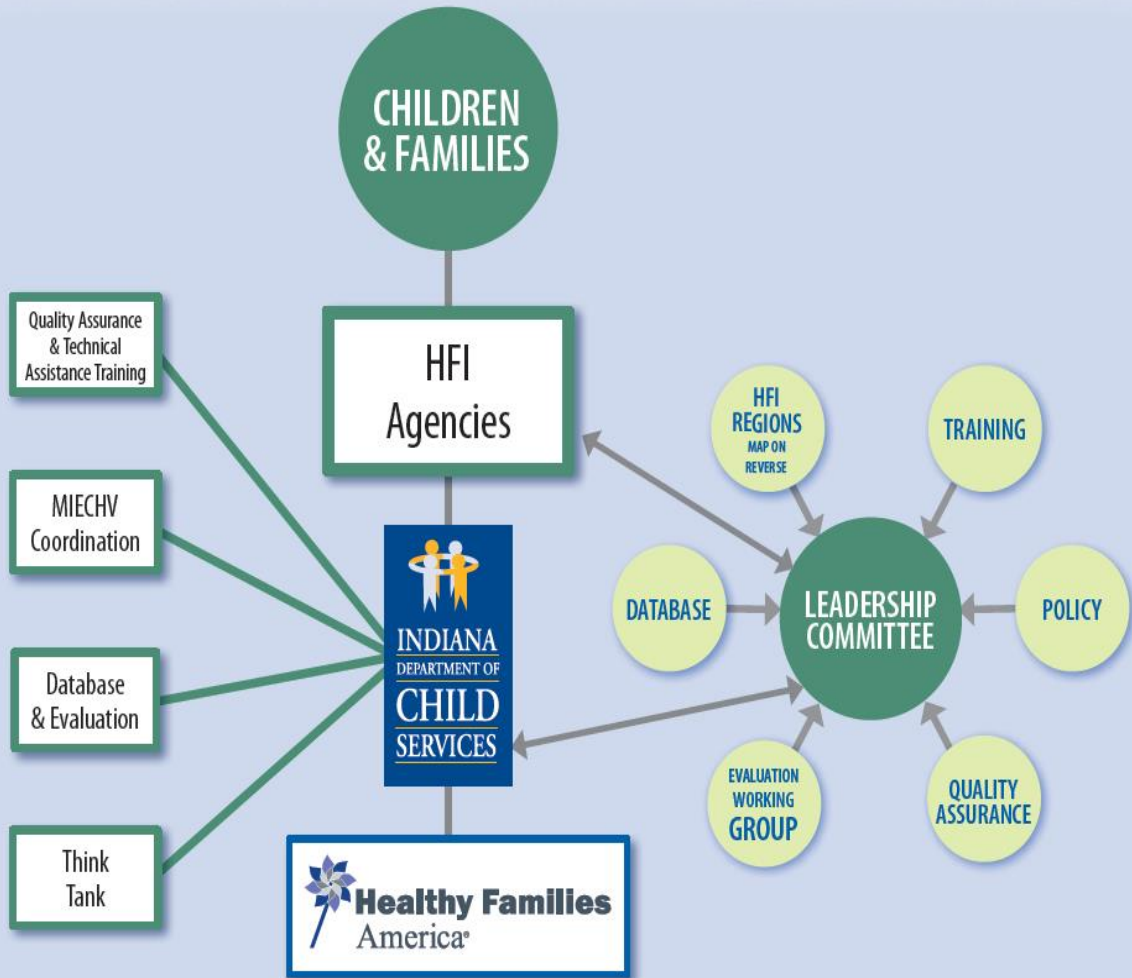 CHILDREN
& FAMILIES
Quality Assurance
& Technical
Assistance Training
HFI
Agencies
HFI
REGIONS
MAP ON
REVERSE
TRAINING
MIECHV
Coordination
INDIANA
DEPARTMENT OF
CHILD
SERVICES
DATABASE
LEADERSHIP
COMMITTEE
POLICY
Database
& Evaluation
EVALUATION
WORKING
GROUP
QUALITY
ASSURANCE
Think
Tank
Healthy Families
America®